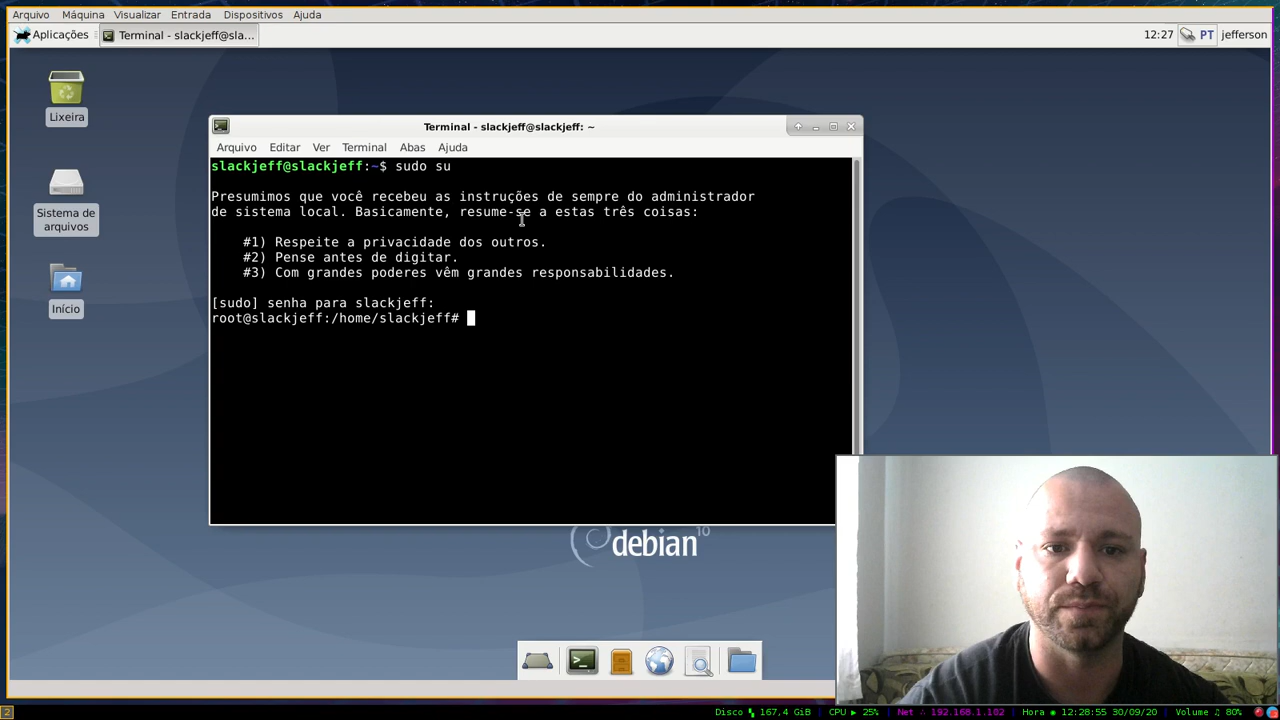 Arquivo Máquina Visualizar Entrada Dispositivos Ajuda
Aplicações Terminal - slackjeff@sla... 12:27 PT jefferson
Lixeira
Sistema de
arquivos
Início
Terminal - slackjeff@slackjeff: ~
Arquivo Editar Ver Terminal Abas Ajuda
slackjeff@slackjeff:~$ sudo su
Presumimos que você recebeu as instruções de sempre do administrador
de sistema local. Basicamente, resume-se a estas três coisas:
#1) Respeite a privacidade dos outros.
#2) Pense antes de digitar.
#3) Com grandes poderes vêm grandes responsabilidades.
[sudo] senha para slackjeff:
root@slackjeff:/home/slackjeff#
debian 10
2 Disco 167,4 GiB CPU 25% Net 192.168.1.102 Hora 12:28:55 30/09/20 Volume 80%